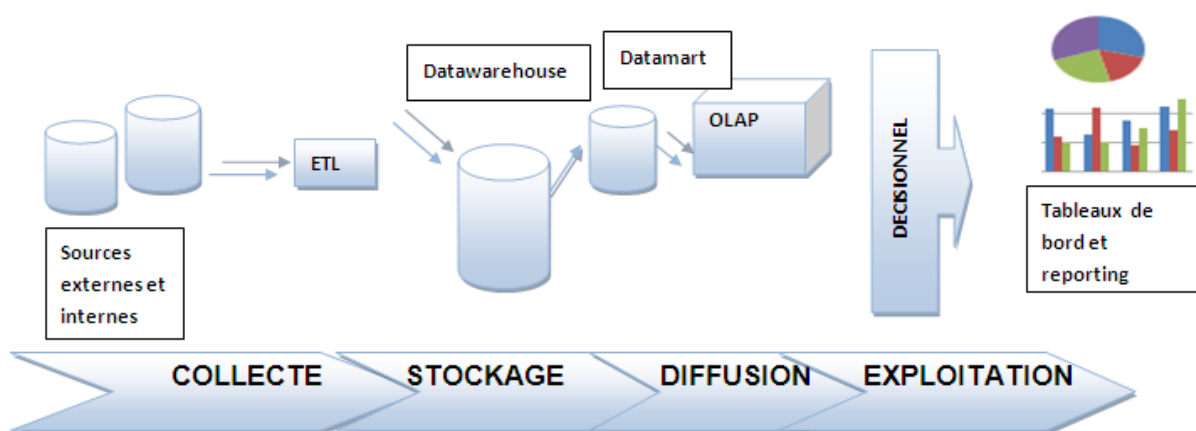 Datawarehouse
Datamart
OLAP
ETL
DECISIONNEL
Sources
externes et
internes
Tableaux de
bord et
reporting
COLLECTE
STOCKAGE
DIFFUSION
EXPLOITATION